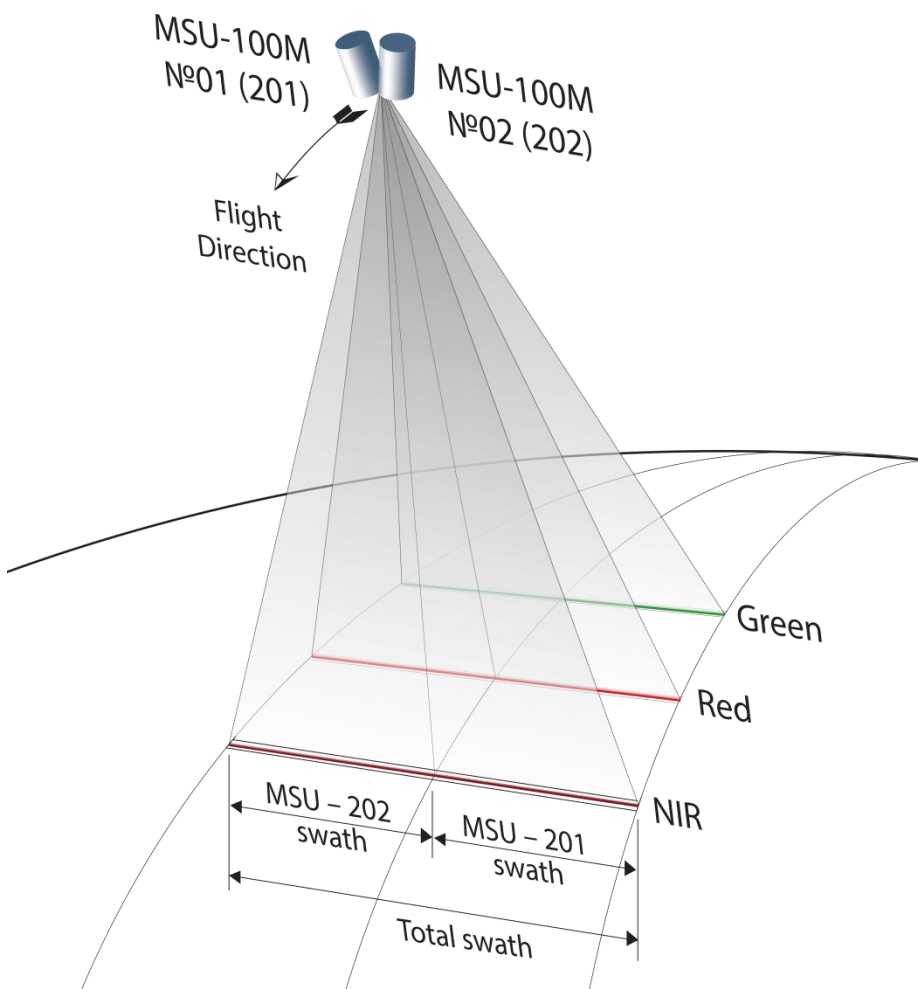 MSU-100M
№01 (201)
MSU-100M
№02 (202)
Flight
Direction
Green
Red
NIR
MSU – 202
swath
MSU – 201
swath
Total swath